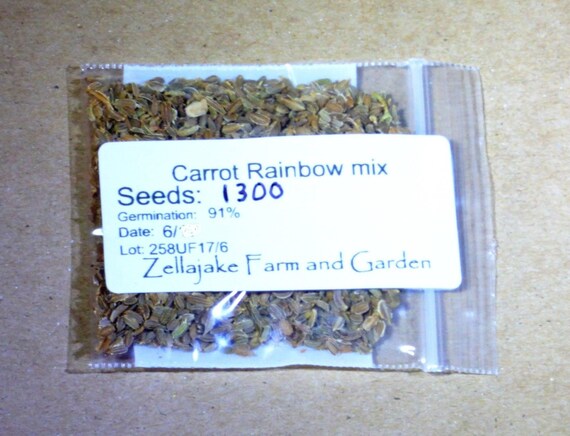 Carrot Rainbow mix
Seeds: 1300
Germination: 91%
Date: 6/
Lot: 258UF17/6
Zellajake Farm and Garden